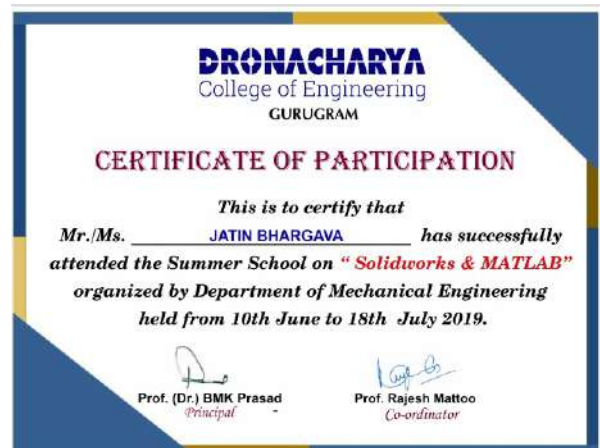 DRONACHARYA
College of Engineering
GURUGRAM
CERTIFICATE OF PARTICIPATION
This is to certify that
Mr./Ms. JATIN BHARGAVA has successfully
attended the Summer School on “ Solidworks & MATLAB”
organized by Department of Mechanical Engineering
held from 10th June to 18th July 2019.
Prof. (Dr.) BMK Prasad
Principal
Prof. Rajesh Mattoo
Co-ordinator